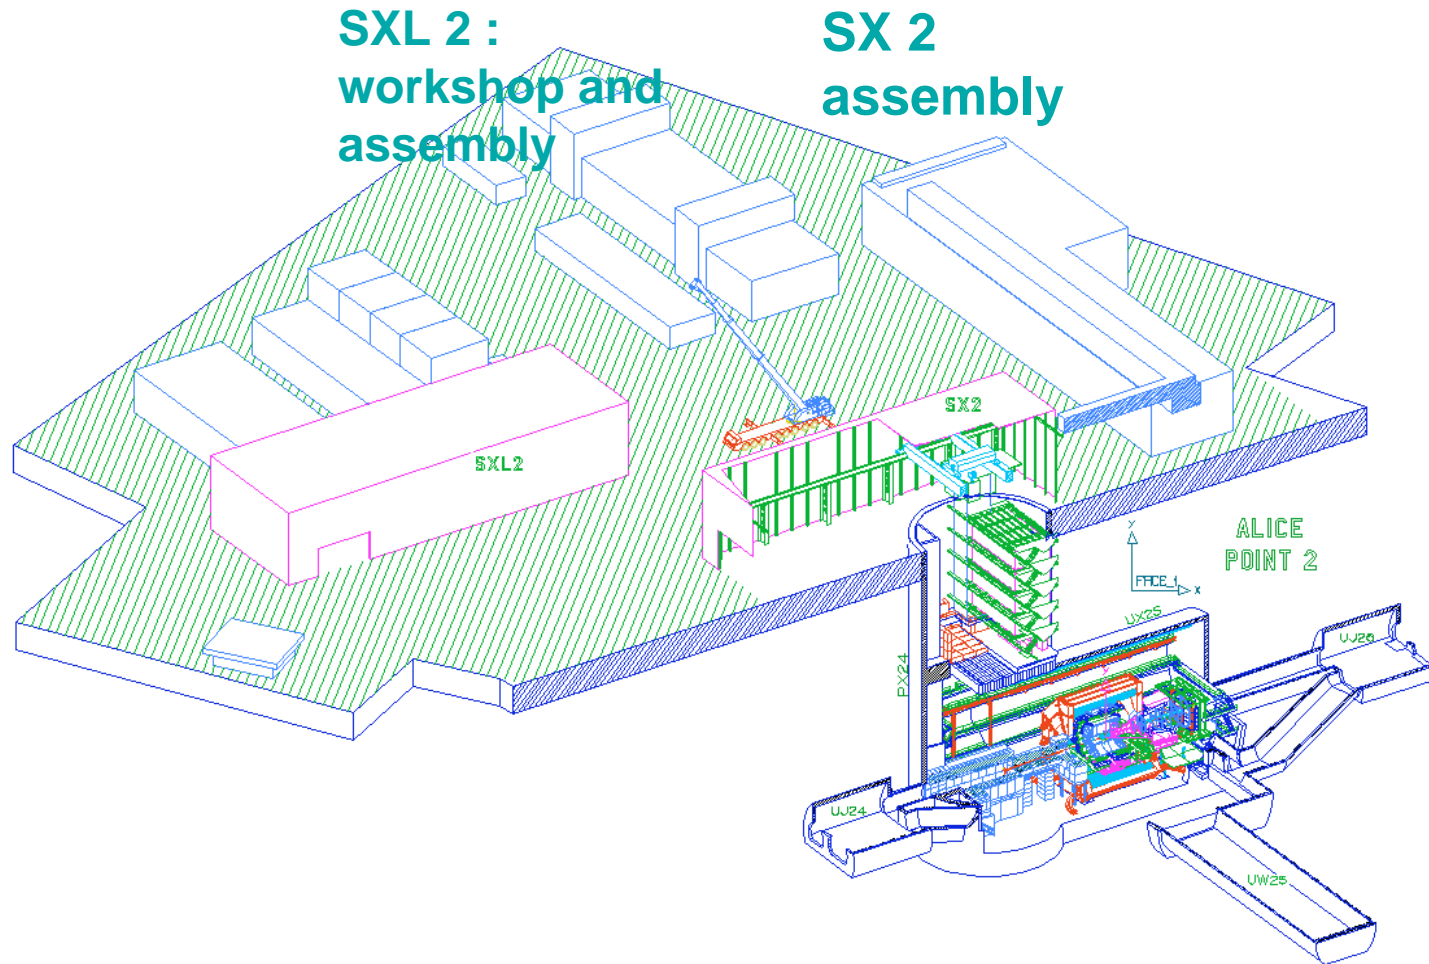 SXL 2 :
workshop and
assembly
SX 2
assembly
SX2
SXL2
ALICE
POINT 2
Y
FACE_1
X
UX25
UJ26
PX24
UJ24
UW25